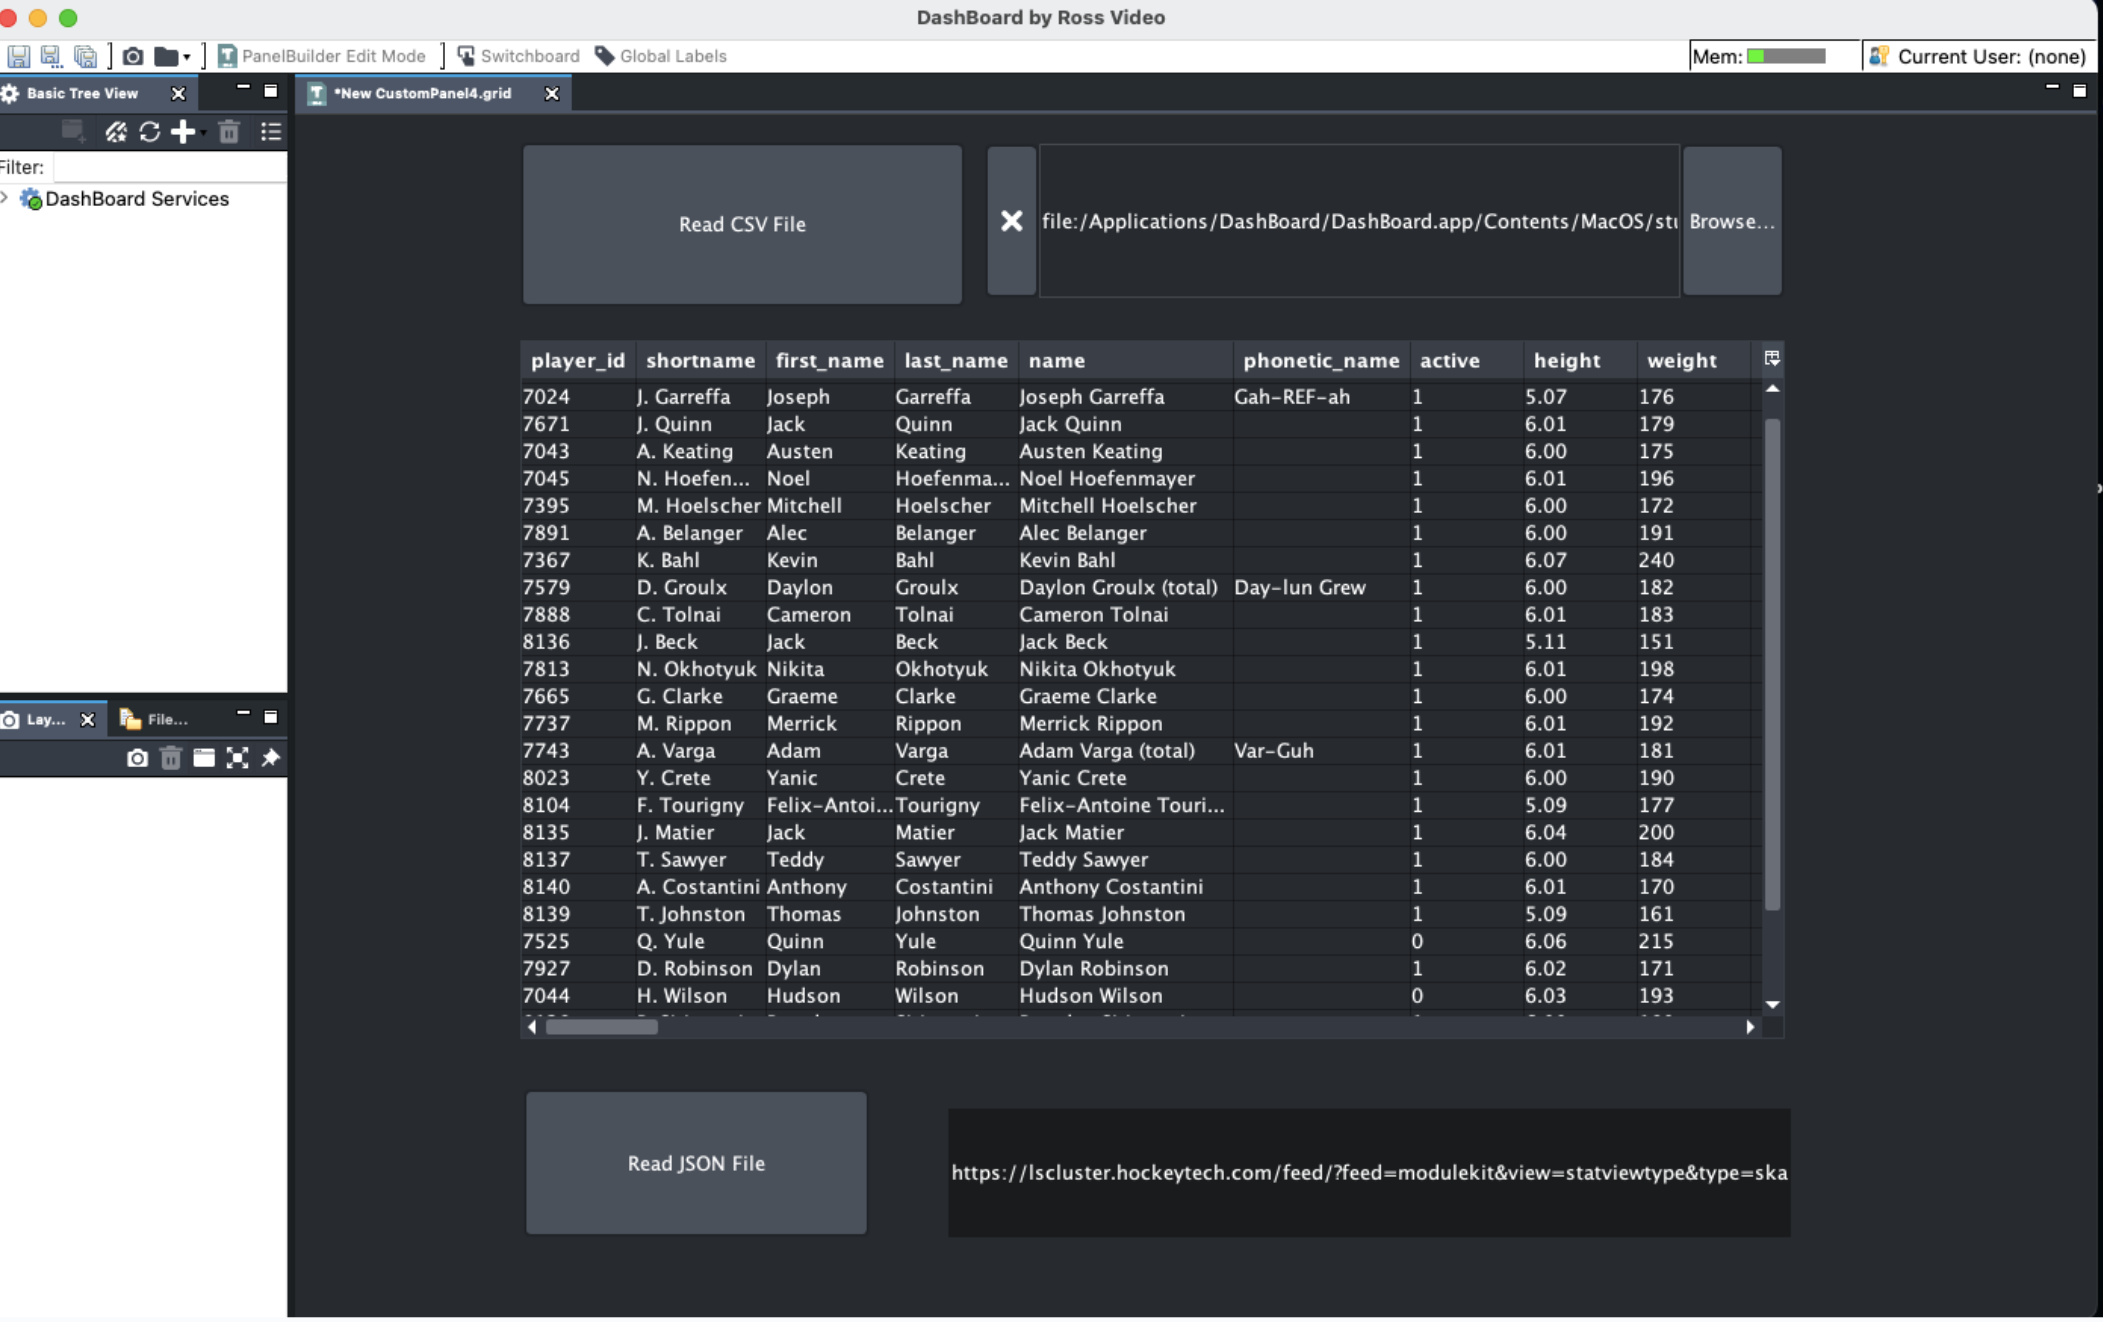 DashBoard by Ross Video
PanelBuilder Edit Mode Switchboard Global Labels Mem: Current User: (none)
Basic Tree View *New CustomPanel4.grid
Filter:
DashBoard Services
Read CSV File file:/Applications/DashBoard/DashBoard.app/Contents/MacOS/stu Browse...
player_id shortname first_name last_name name phonetic_name active height weight
7024 J. Garreffa Joseph Garreffa Joseph Garreffa Gah-REF-ah 1 5.07 176
7671 J. Quinn Jack Quinn Jack Quinn 1 6.01 179
7043 A. Keating Austen Keating Austen Keating 1 6.00 175
7045 N. Hoefen... Noel Hoefenma... Noel Hoefenmayer 1 6.01 196
7395 M. Hoelscher Mitchell Hoelscher Mitchell Hoelscher 1 6.00 172
7891 A. Belanger Alec Belanger Alec Belanger 1 6.00 191
7367 K. Bahl Kevin Bahl Kevin Bahl 1 6.07 240
7579 D. Groulx Daylon Groulx Daylon Groulx (total) Day-lun Grew 1 6.00 182
7888 C. Tolnai Cameron Tolnai Cameron Tolnai 1 6.01 183
8136 J. Beck Jack Beck Jack Beck 1 5.11 151
7813 N. Okhotyuk Nikita Okhotyuk Nikita Okhotyuk 1 6.01 198
7665 G. Clarke Graeme Clarke Graeme Clarke 1 6.00 174
7737 M. Rippon Merrick Rippon Merrick Rippon 1 6.01 192
7743 A. Varga Adam Varga Adam Varga (total) Var-Guh 1 6.01 181
8023 Y. Crete Yanic Crete Yanic Crete 1 6.00 190
8104 F. Tourigny Felix-Antoi... Tourigny Felix-Antoine Touri... 1 5.09 177
8135 J. Matier Jack Matier Jack Matier 1 6.04 200
8137 T. Sawyer Teddy Sawyer Teddy Sawyer 1 6.00 184
8140 A. Costantini Anthony Costantini Anthony Costantini 1 6.01 170
8139 T. Johnston Thomas Johnston Thomas Johnston 1 5.09 161
7525 Q. Yule Quinn Yule Quinn Yule 0 6.06 215
7927 D. Robinson Dylan Robinson Dylan Robinson 1 6.02 171
7044 H. Wilson Hudson Wilson Hudson Wilson 0 6.03 193
Lay... File...
Read JSON File https://lscluster.hockeytech.com/feed/?feed=modulekit&view=statviewtype&type=ska